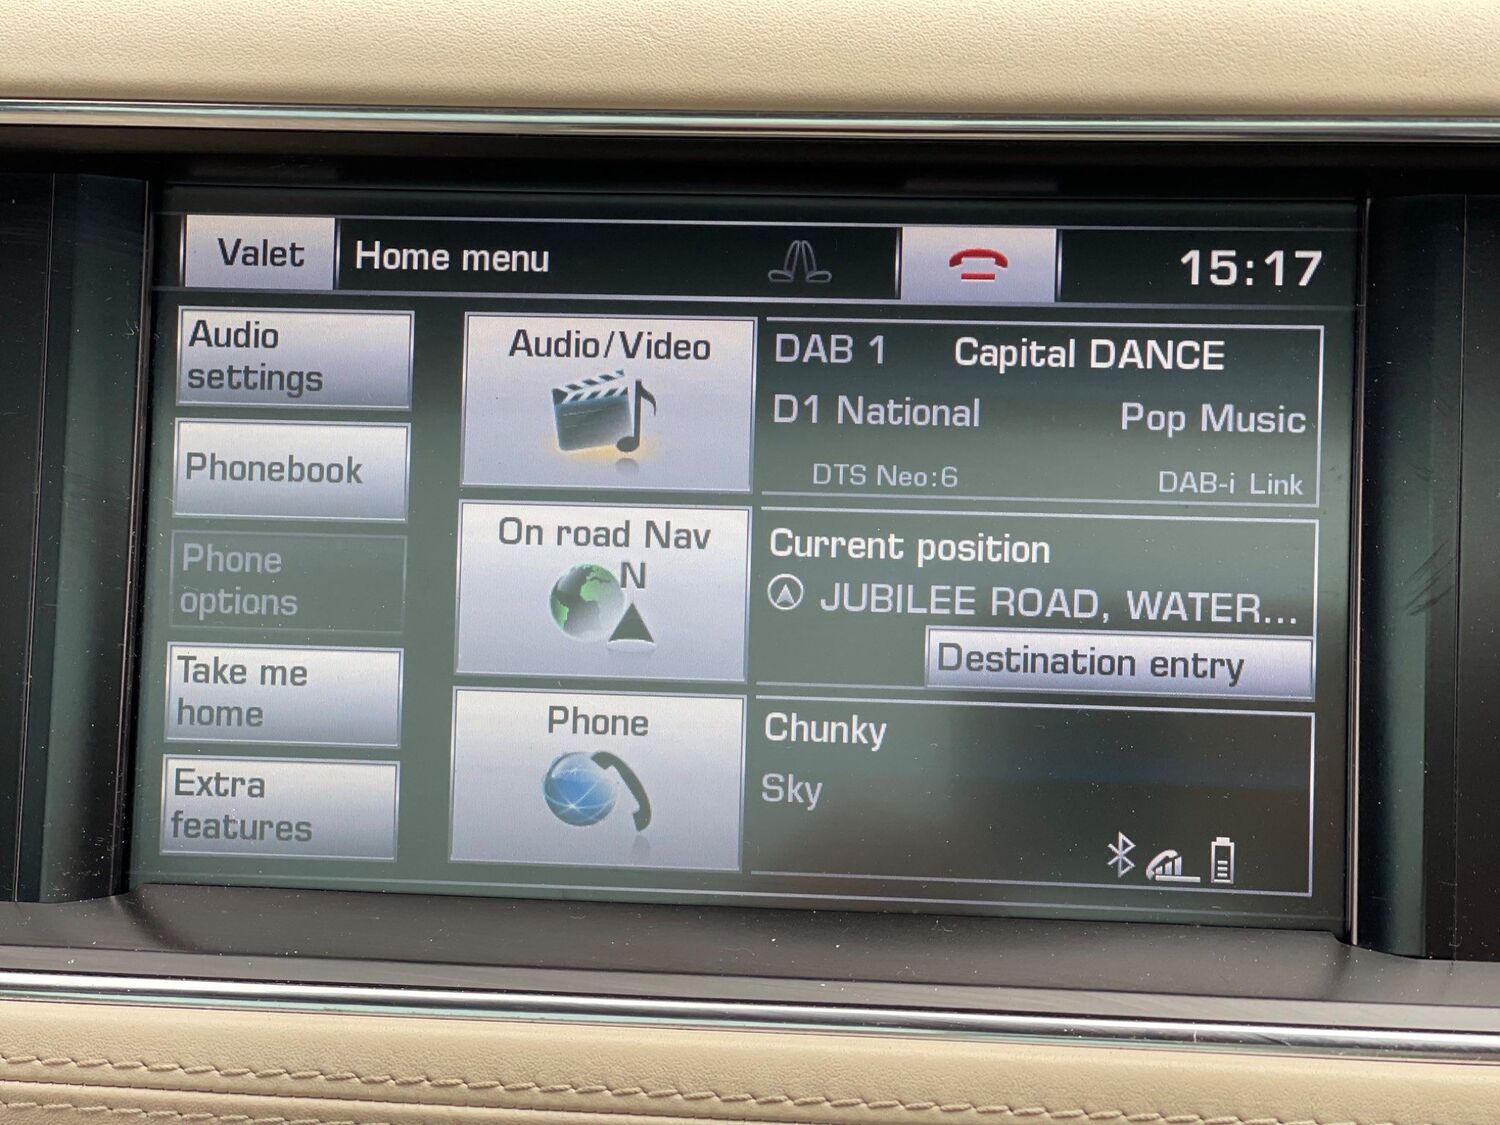 Valet
Home menu
15:17
Audio
settings
Phonebook
Phone
options
Take me
home
Extra
features
Audio/Video
On road Nav
N
Phone
DAB 1
Capital DANCE
D1 National
Pop Music
DTS Neo:6
DAB-i Link
Current position
JUBILEE ROAD, WATER...
Destination entry
Chunky
Sky